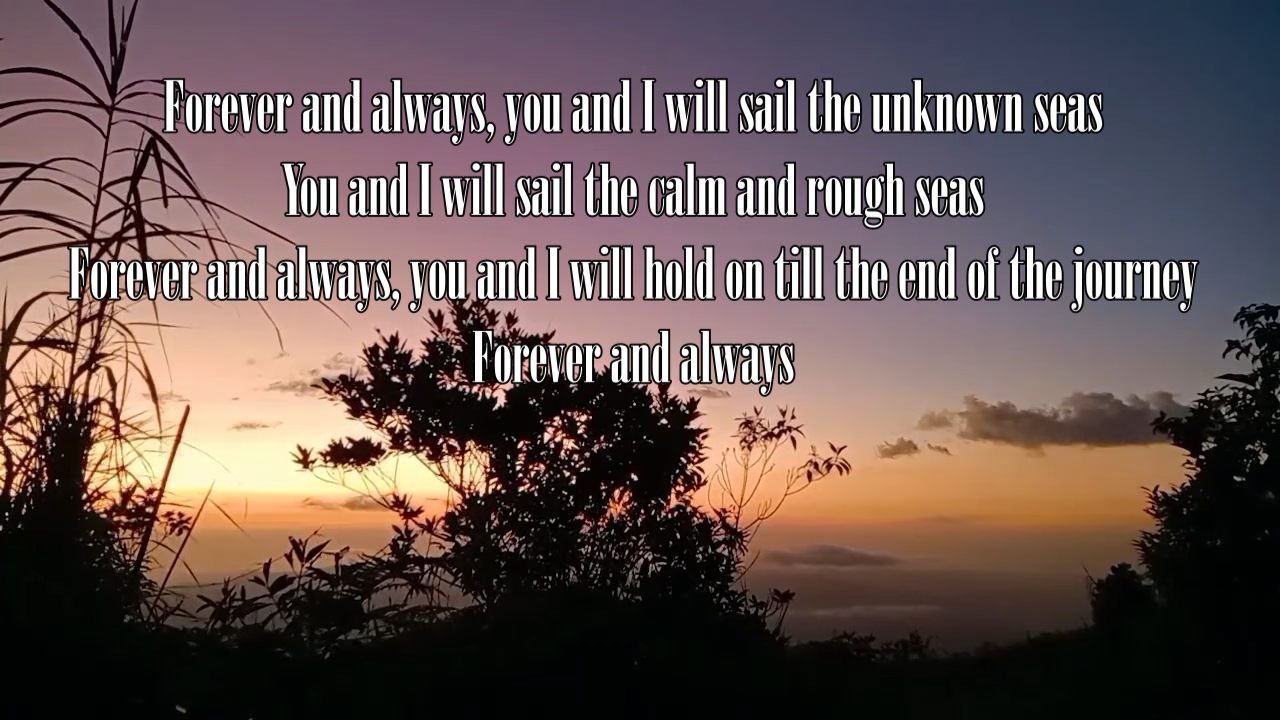 Forever and always, you and I will sail the unknown seas
You and I will sail the calm and rough seas
Forever and always, you and I will hold on till the end of the journey
Forever and always